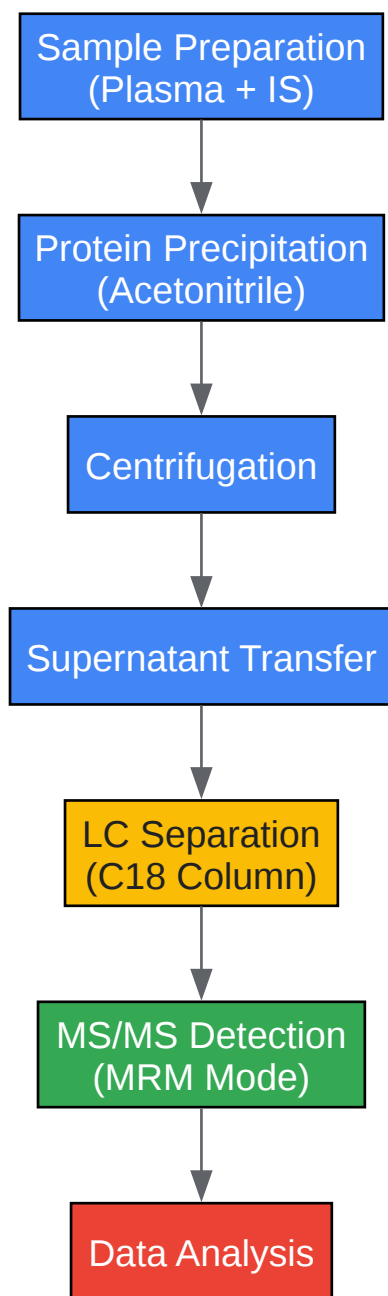 Sample Preparation
(Plasma + IS)
Protein Precipitation
(Acetonitrile)
Centrifugation
Supernatant Transfer
LC Separation
(C18 Column)
MS/MS Detection
(MRM Mode)
Data Analysis